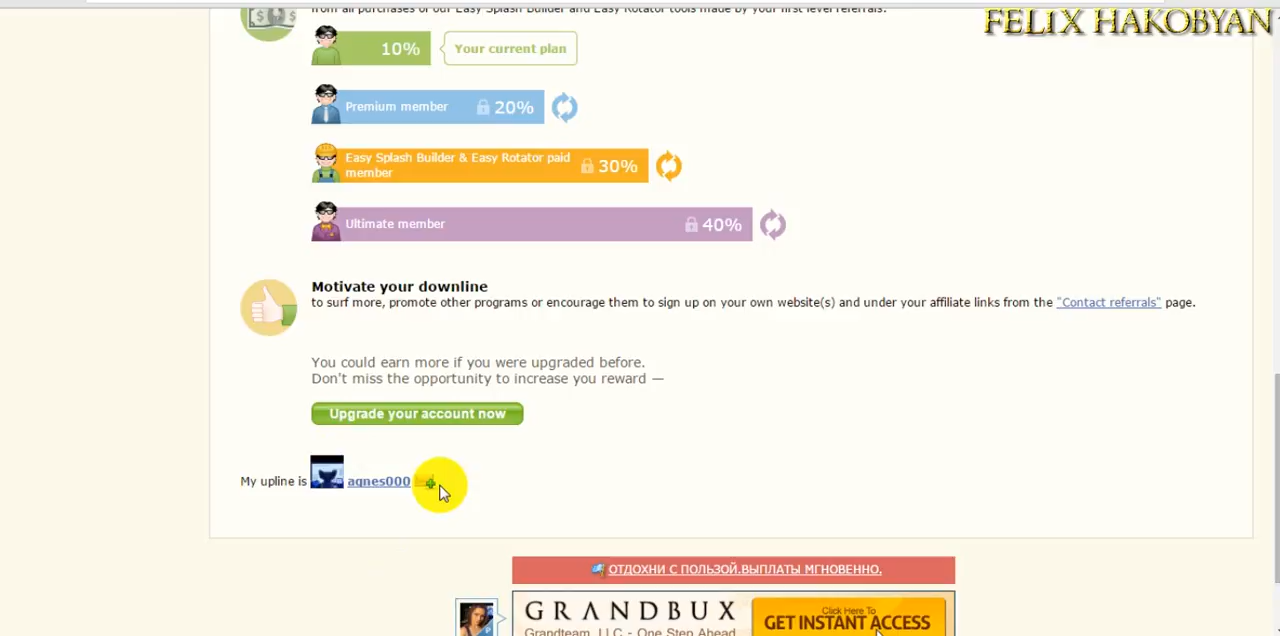 FELIX HAKOBYAN
from all purchases of our Easy Splash Builder and Easy Rotator tools made by your first level referrals.
10%
Your current plan
Premium member
20%
Easy Splash Builder & Easy Rotator paid
member
30%
Ultimate member
40%
Motivate your downline
to surf more, promote other programs or encourage them to sign up on your own website(s) and under your affiliate links from the "Contact referrals" page.
You could earn more if you were upgraded before.
Don't miss the opportunity to increase you reward —
Upgrade your account now
My upline is agnes000
ОТДОХНИ С ПОЛЬЗОЙ.ВЫПЛАТЫ МГНОВЕННО.
GRANDBUX
Grandteam, LLC - One Step Ahead
Click Here To
GET INSTANT ACCESS